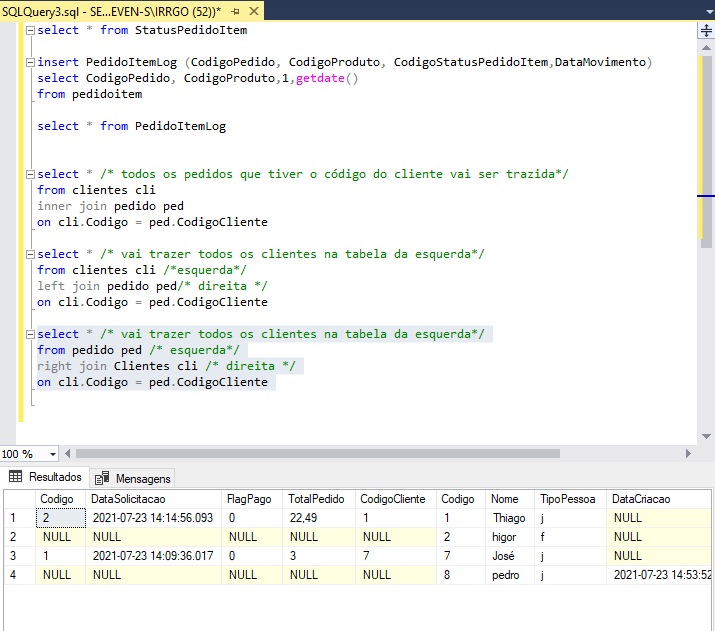 SQLQuery3.sql - SE...EVEN-S\IRRGO (52))*
select * from StatusPedidoItem
insert PedidoItemLog (CodigoPedido, CodigoProduto, CodigoStatusPedidoItem,DataMovimento)
select CodigoPedido, CodigoProduto,1,getdate()
from pedidoitem
select * from PedidoItemLog
select * /* todos os pedidos que tiver o código do cliente vai ser trazida*/
from clientes cli
inner join pedido ped
on cli.Codigo = ped.CodigoCliente
select * /* vai trazer todos os clientes na tabela da esquerda*/
from clientes cli /*esquerda*/
left join pedido ped/* direita */
on cli.Codigo = ped.CodigoCliente
select * /* vai trazer todos os clientes na tabela da esquerda*/
from pedido ped /* esquerda*/
right join Clientes cli /* direita */
on cli.Codigo = ped.CodigoCliente
100 %
Resultados Mensagens
Codigo DataSolicitacao FlagPago TotalPedido CodigoCliente Codigo Nome TipoPessoa DataCriacao
1 2 2021-07-23 14:14:56.093 0 22,49 1 1 Thiago j NULL
2 NULL NULL NULL NULL NULL 2 higor f NULL
3 1 2021-07-23 14:09:36.017 0 3 7 7 José j NULL
4 NULL NULL NULL NULL NULL 8 pedro j 2021-07-23 14:53:52